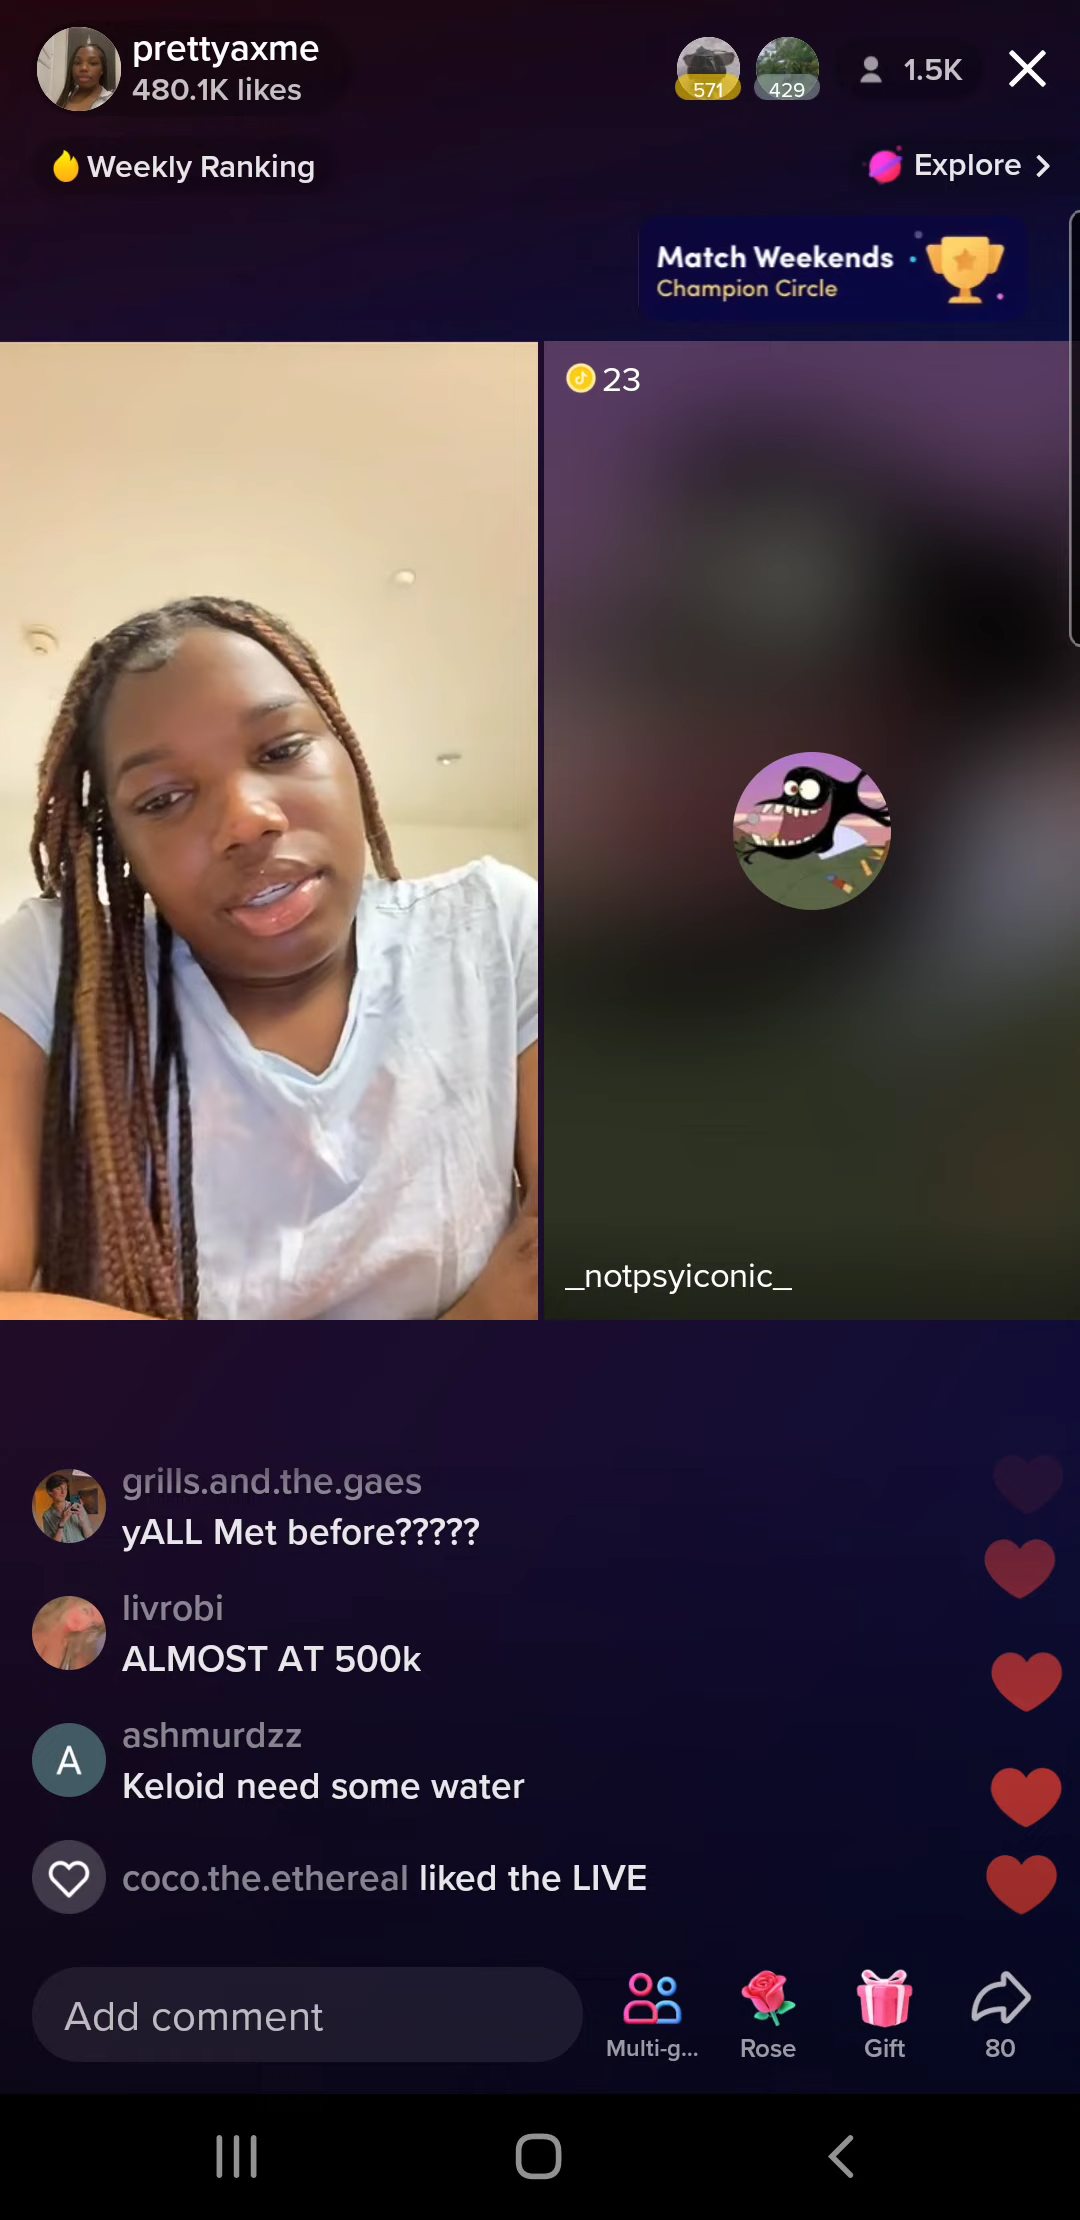 prettyaxme
480.1K likes
571
429
1.5K
Weekly Ranking
Explore
Match Weekends
Champion Circle
23
_notpsyiconic_
grills.and.the.gaes
yALL Met before?????
livrobi
ALMOST AT 500k
A
ashmurdzz
Keloid need some water
coco.the.ethereal liked the LIVE
Add comment
Multi-g...
Rose
Gift
80